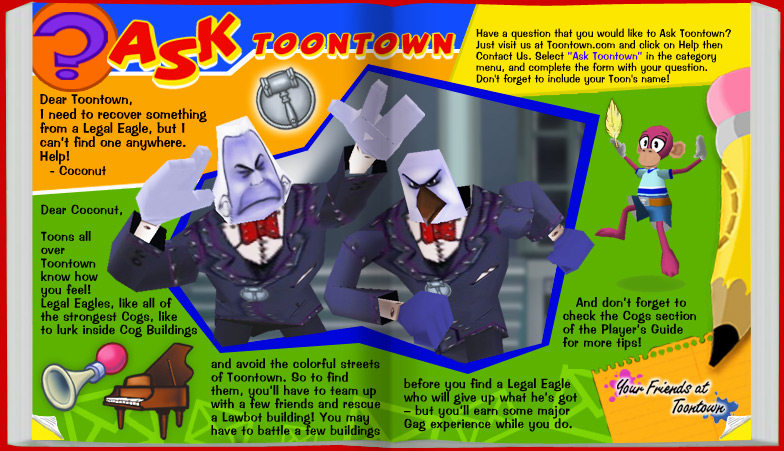 ?
ASK TOONTOWN
Have a question that you would like to Ask Toontown?
Just visit us at Toontown.com and click on Help then
Contact Us. Select "Ask Toontown" in the category
menu, and complete the form with your question.
Don't forget to include your Toon's name!
Dear Toontown,
I need to recover something
from a Legal Eagle, but I
can't find one anywhere.
Help!
- Coconut
Dear Coconut,
Toons all
over
Toontown
know how
you feel!
Legal Eagles, like all of
the strongest Cogs, like
to lurk inside Cog Buildings
and avoid the colorful streets
of Toontown. So to find
them, you'll have to team up
with a few friends and rescue
a Lawbot building! You may
have to battle a few buildings
before you find a Legal Eagle
who will give up what he's got
– but you'll earn some major
Gag experience while you do.
And don't forget to
check the Cogs section
of the Player's Guide
for more tips!
Your Friends at
Toontown